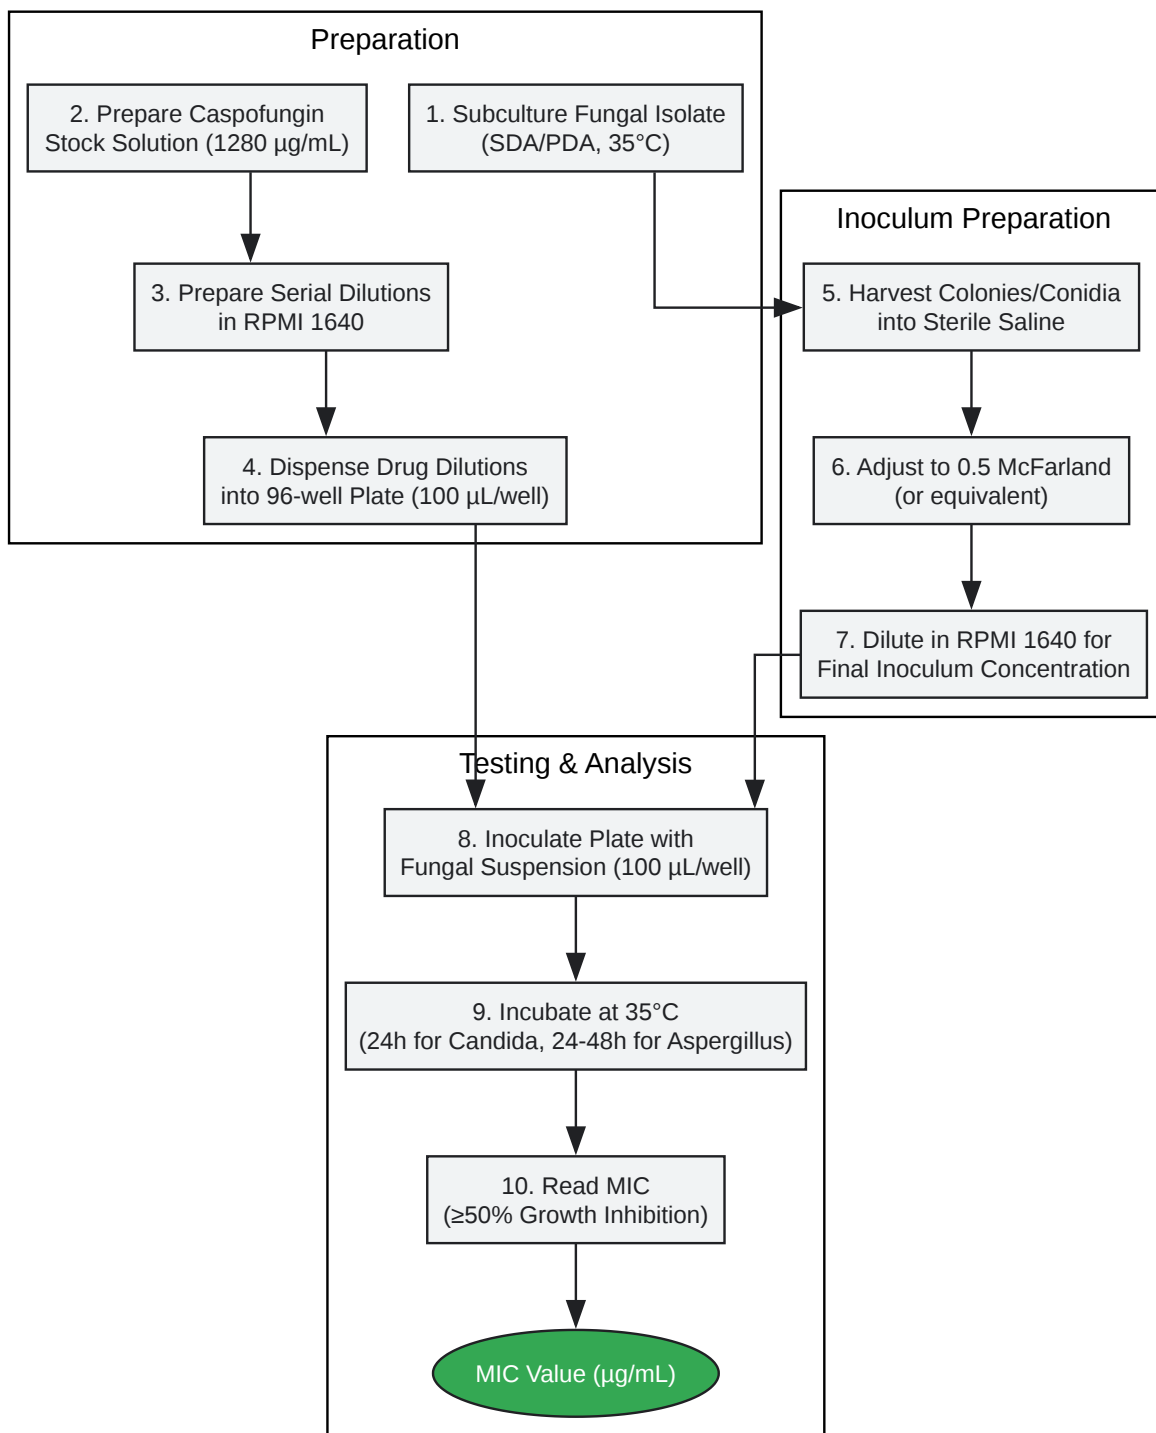 Preparation
2. Prepare Caspofungin
Stock Solution (1280 µg/mL)
1. Subculture Fungal Isolate
(SDA/PDA, 35°C)
3. Prepare Serial Dilutions
in RPMI 1640
4. Dispense Drug Dilutions
into 96-well Plate (100 µL/well)
Inoculum Preparation
5. Harvest Colonies/Conidia
into Sterile Saline
6. Adjust to 0.5 McFarland
(or equivalent)
7. Dilute in RPMI 1640 for
Final Inoculum Concentration
Testing & Analysis
8. Inoculate Plate with
Fungal Suspension (100 µL/well)
9. Incubate at 35°C
(24h for Candida, 24-48h for Aspergillus)
10. Read MIC
(≥50% Growth Inhibition)
MIC Value (µg/mL)